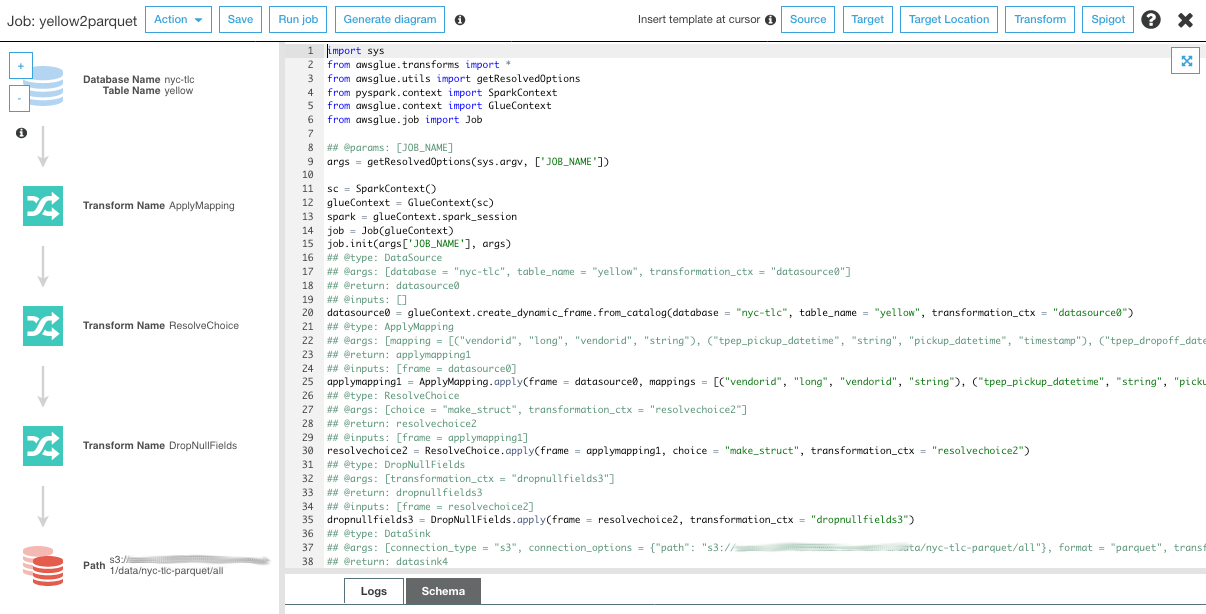 Job: yellow2parquet Action Save Run job Generate diagram Insert template at cursor Source Target Target Location Transform Spigot
+
-
Database Name nyc-tlc
Table Name yellow
Transform Name ApplyMapping
Transform Name ResolveChoice
Transform Name DropNullFields
Path s3://
1/data/nyc-tlc-parquet/all
1 import sys
2 from awsglue.transforms import *
3 from awsglue.utils import getResolvedOptions
4 from pyspark.context import SparkContext
5 from awsglue.context import GlueContext
6 from awsglue.job import Job
7
8 ## @params: [JOB_NAME]
9 args = getResolvedOptions(sys.argv, ['JOB_NAME'])
10
11 sc = SparkContext()
12 glueContext = GlueContext(sc)
13 spark = glueContext.spark_session
14 job = Job(glueContext)
15 job.init(args['JOB_NAME'], args)
16 ## @type: DataSource
17 ## @args: [database = "nyc-tlc", table_name = "yellow", transformation_ctx = "datasource0"]
18 ## @return: datasource0
19 ## @inputs: []
20 datasource0 = glueContext.create_dynamic_frame.from_catalog(database = "nyc-tlc", table_name = "yellow", transformation_ctx = "datasource0")
21 ## @type: ApplyMapping
22 ## @args: [mapping = [("vendorid", "long", "vendorid", "string"), ("tpep_pickup_datetime", "string", "pickup_datetime", "timestamp"), ("tpep_dropoff_date
23 ## @return: applymapping1
24 ## @inputs: [frame = datasource0]
25 applymapping1 = ApplyMapping.apply(frame = datasource0, mappings = [("vendorid", "long", "vendorid", "string"), ("tpep_pickup_datetime", "string", "picku
26 ## @type: ResolveChoice
27 ## @args: [choice = "make_struct", transformation_ctx = "resolvechoice2"]
28 ## @return: resolvechoice2
29 ## @inputs: [frame = applymapping1]
30 resolvechoice2 = ResolveChoice.apply(frame = applymapping1, choice = "make_struct", transformation_ctx = "resolvechoice2")
31 ## @type: DropNullFields
32 ## @args: [transformation_ctx = "dropnullfields3"]
33 ## @return: dropnullfields3
34 ## @inputs: [frame = resolvechoice2]
35 dropnullfields3 = DropNullFields.apply(frame = resolvechoice2, transformation_ctx = "dropnullfields3")
36 ## @type: DataSink
37 ## @args: [connection_type = "s3", connection_options = {"path": "s3:// ata/nyc-tlc-parquet/all"}, format = "parquet", transf
38 ## @return: datasink4
Logs Schema